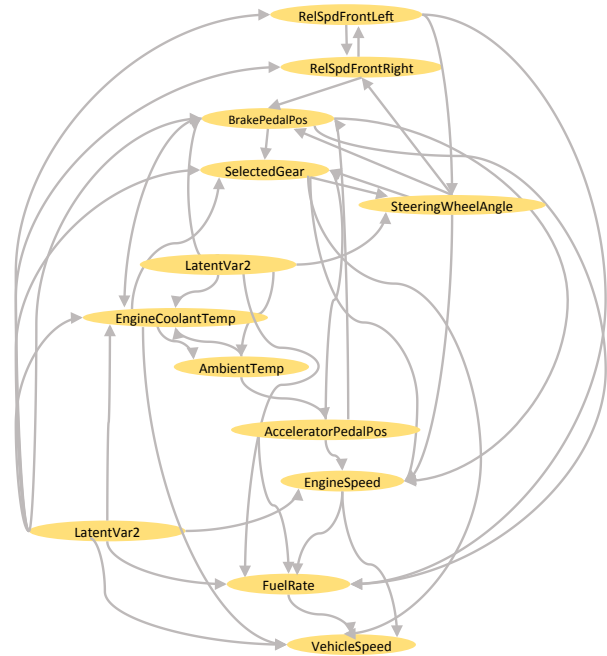 RelSpdFrontLeft
RelSpdFrontRight
BrakePedalPos
SelectedGear
SteeringWheelAngle
LatentVar2
EngineCoolantTemp
AmbientTemp
AcceleratorPedalPos
EngineSpeed
LatentVar2
FuelRate
VehicleSpeed